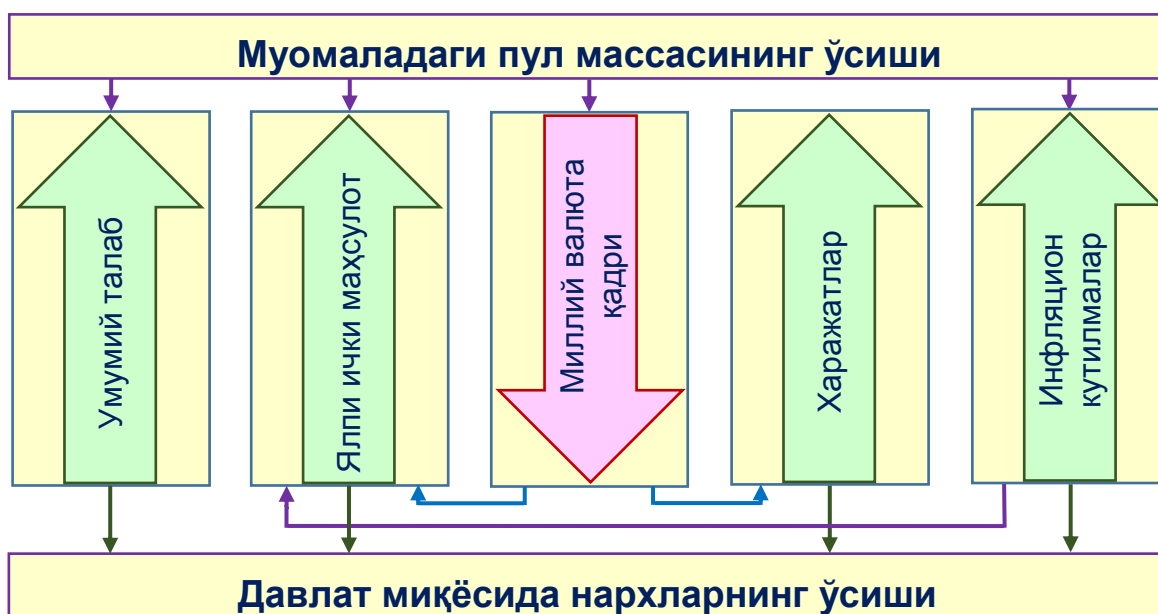 Муомаладаги пул массасининг ўсиши
Умумий талаб
Ялпи ички маҳсулот
Миллий валюта
қадри
Харажатлар
Инфляцион
кутилмалар
Давлат миқёсида нархларнинг ўсиши